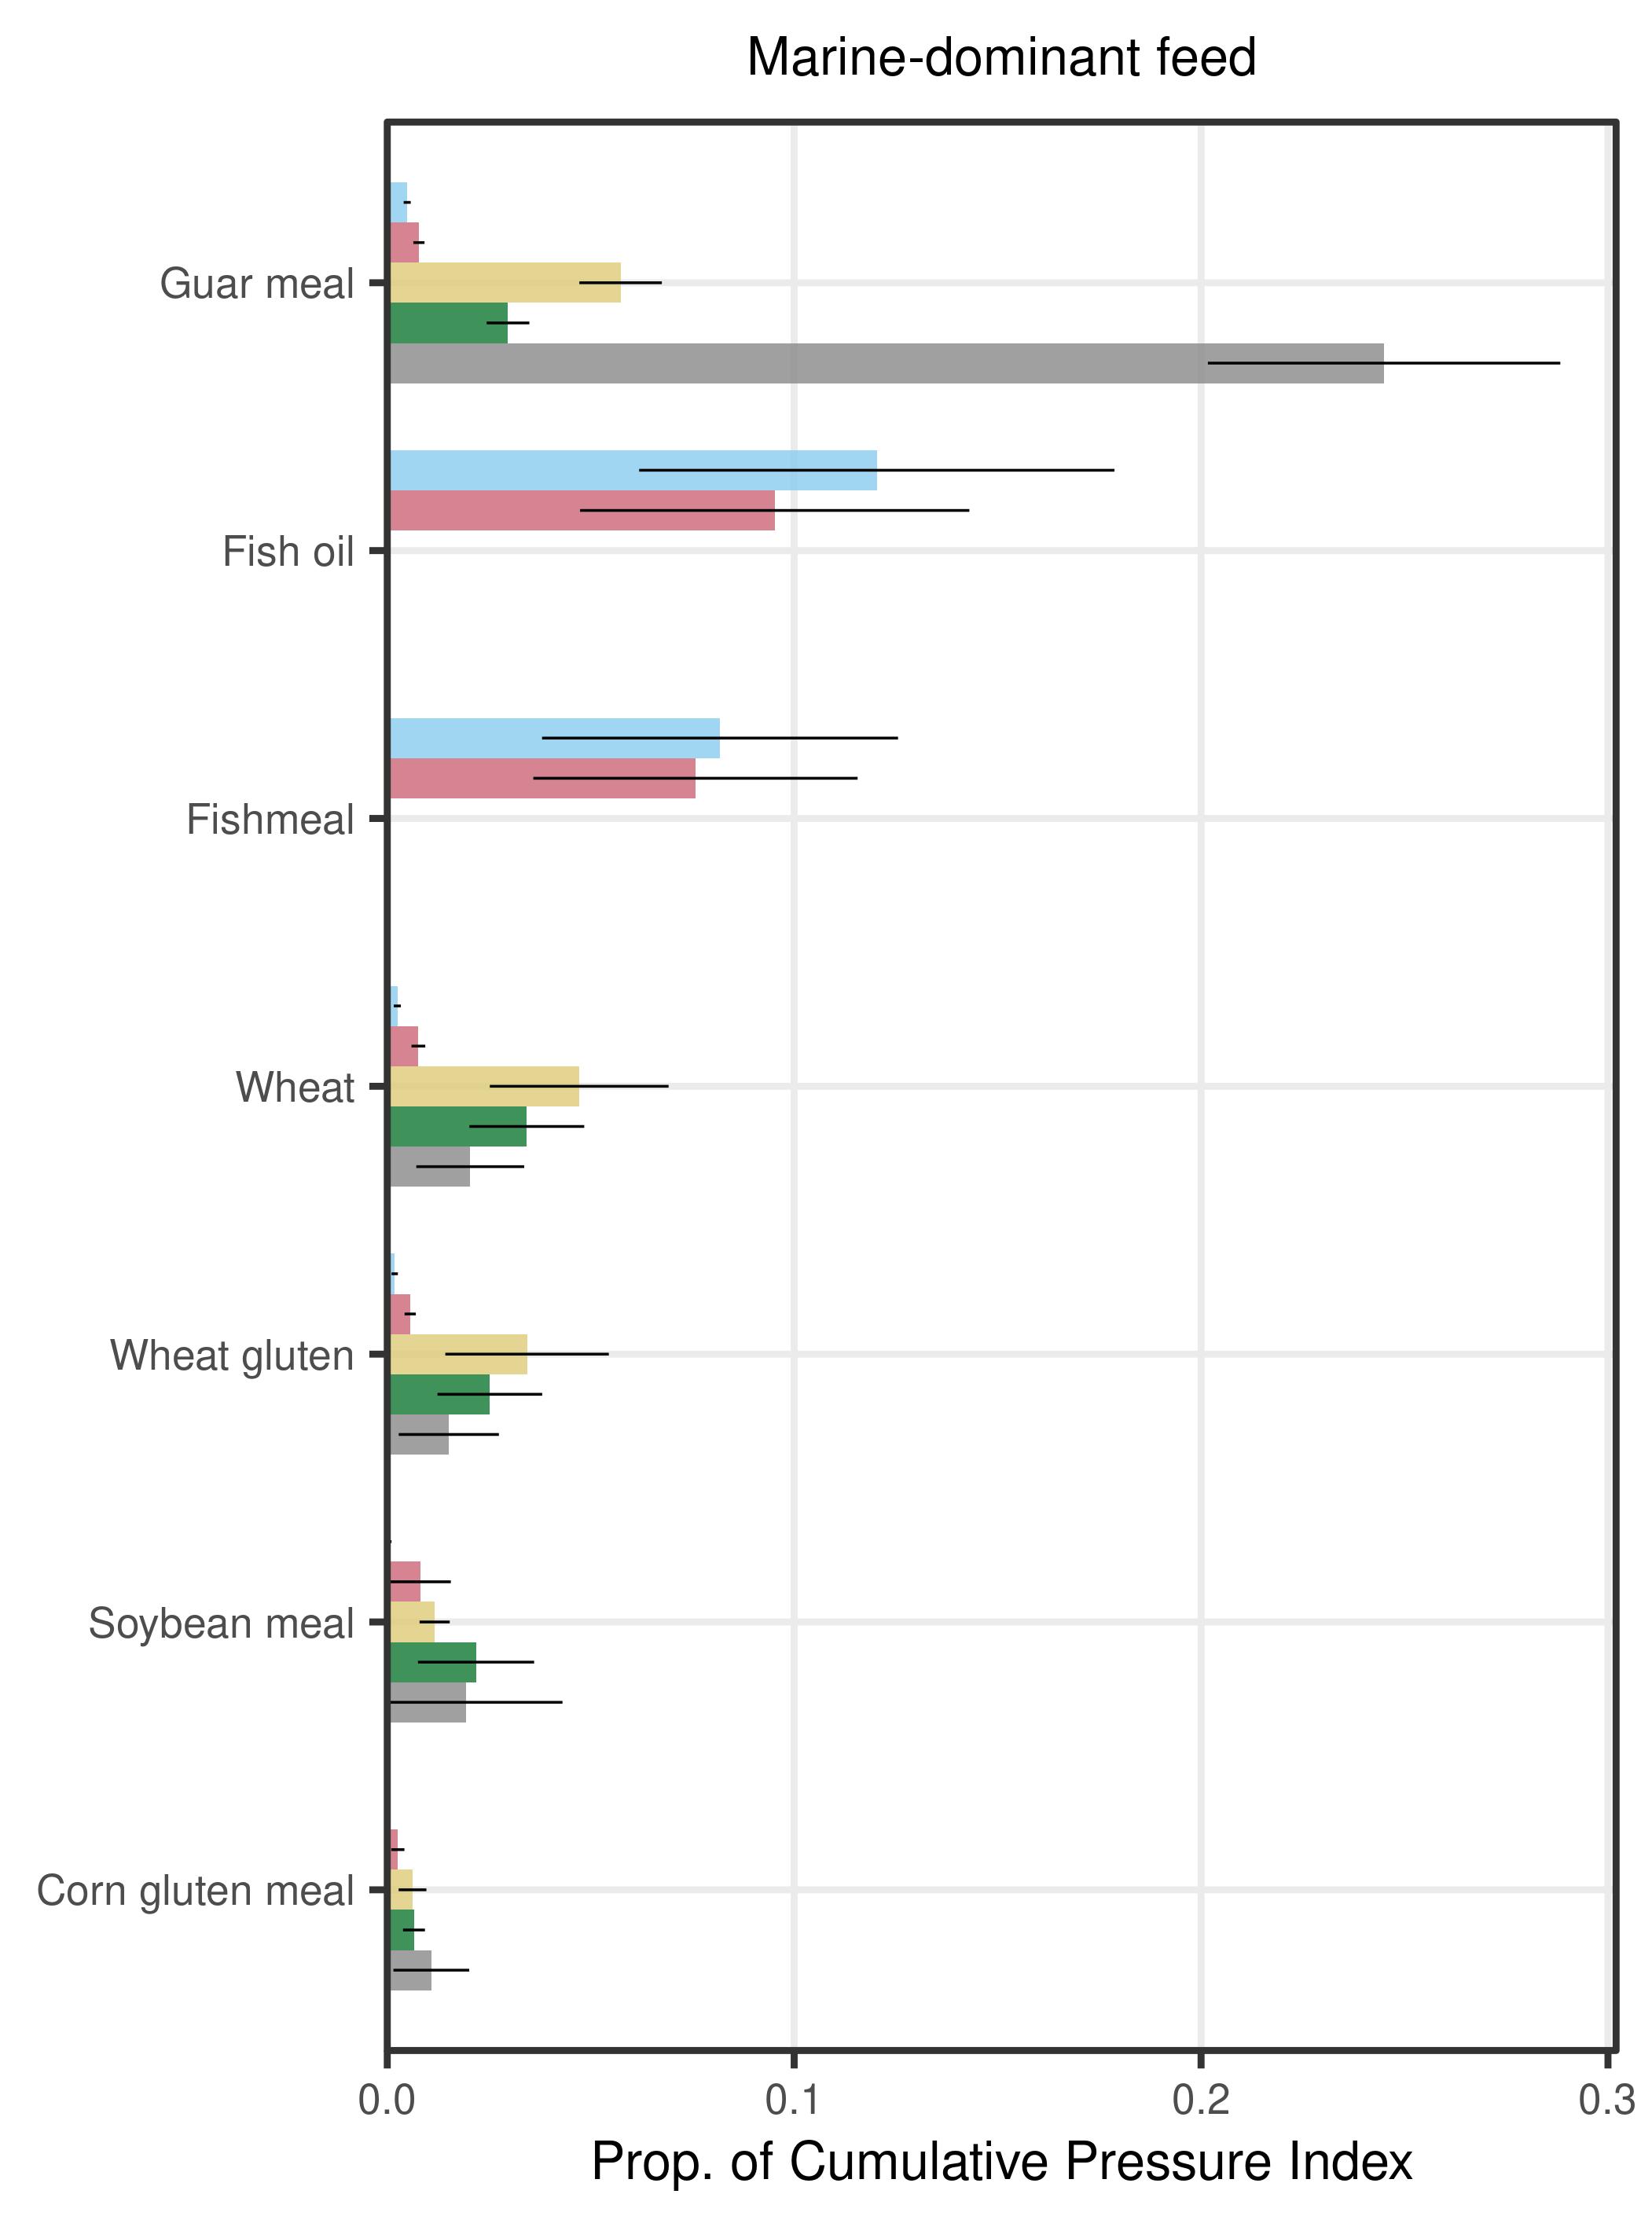 Marine-dominant feed
Guar meal
Fish oil
Fishmeal
Wheat
Wheat gluten
Soybean meal
Corn gluten meal
0.0 0.1 0.2 0.3
Prop. of Cumulative Pressure Index